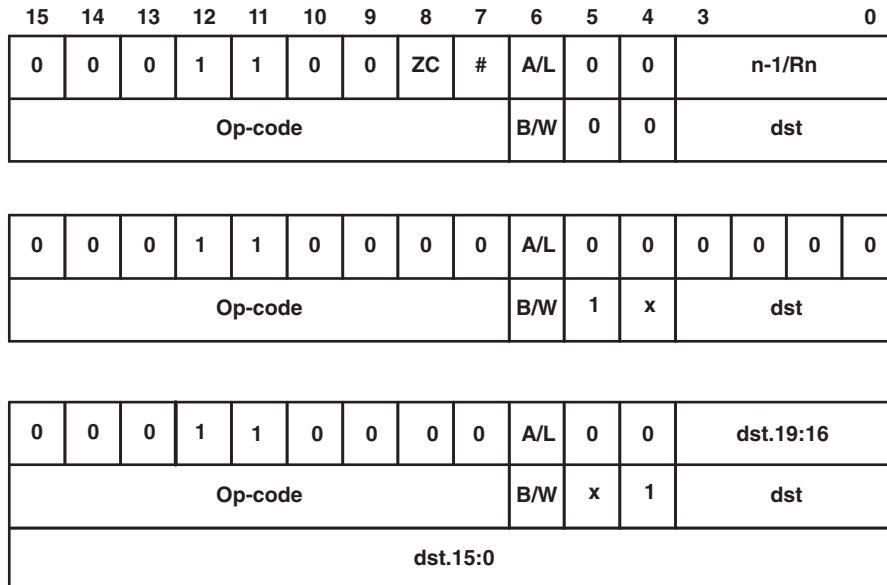 15 14 13 12 11 10 9 8 7 6 5 4 3 0
0 0 0 1 1 0 0 ZC # A/L 0 0 n-1/Rn
Op-code B/W 0 0 dst
0 0 0 1 1 0 0 0 0 A/L 0 0 0 0 0 0
Op-code B/W 1 x dst
0 0 0 1 1 0 0 0 0 A/L 0 0 dst.19:16
Op-code B/W x 1 dst
dst.15:0